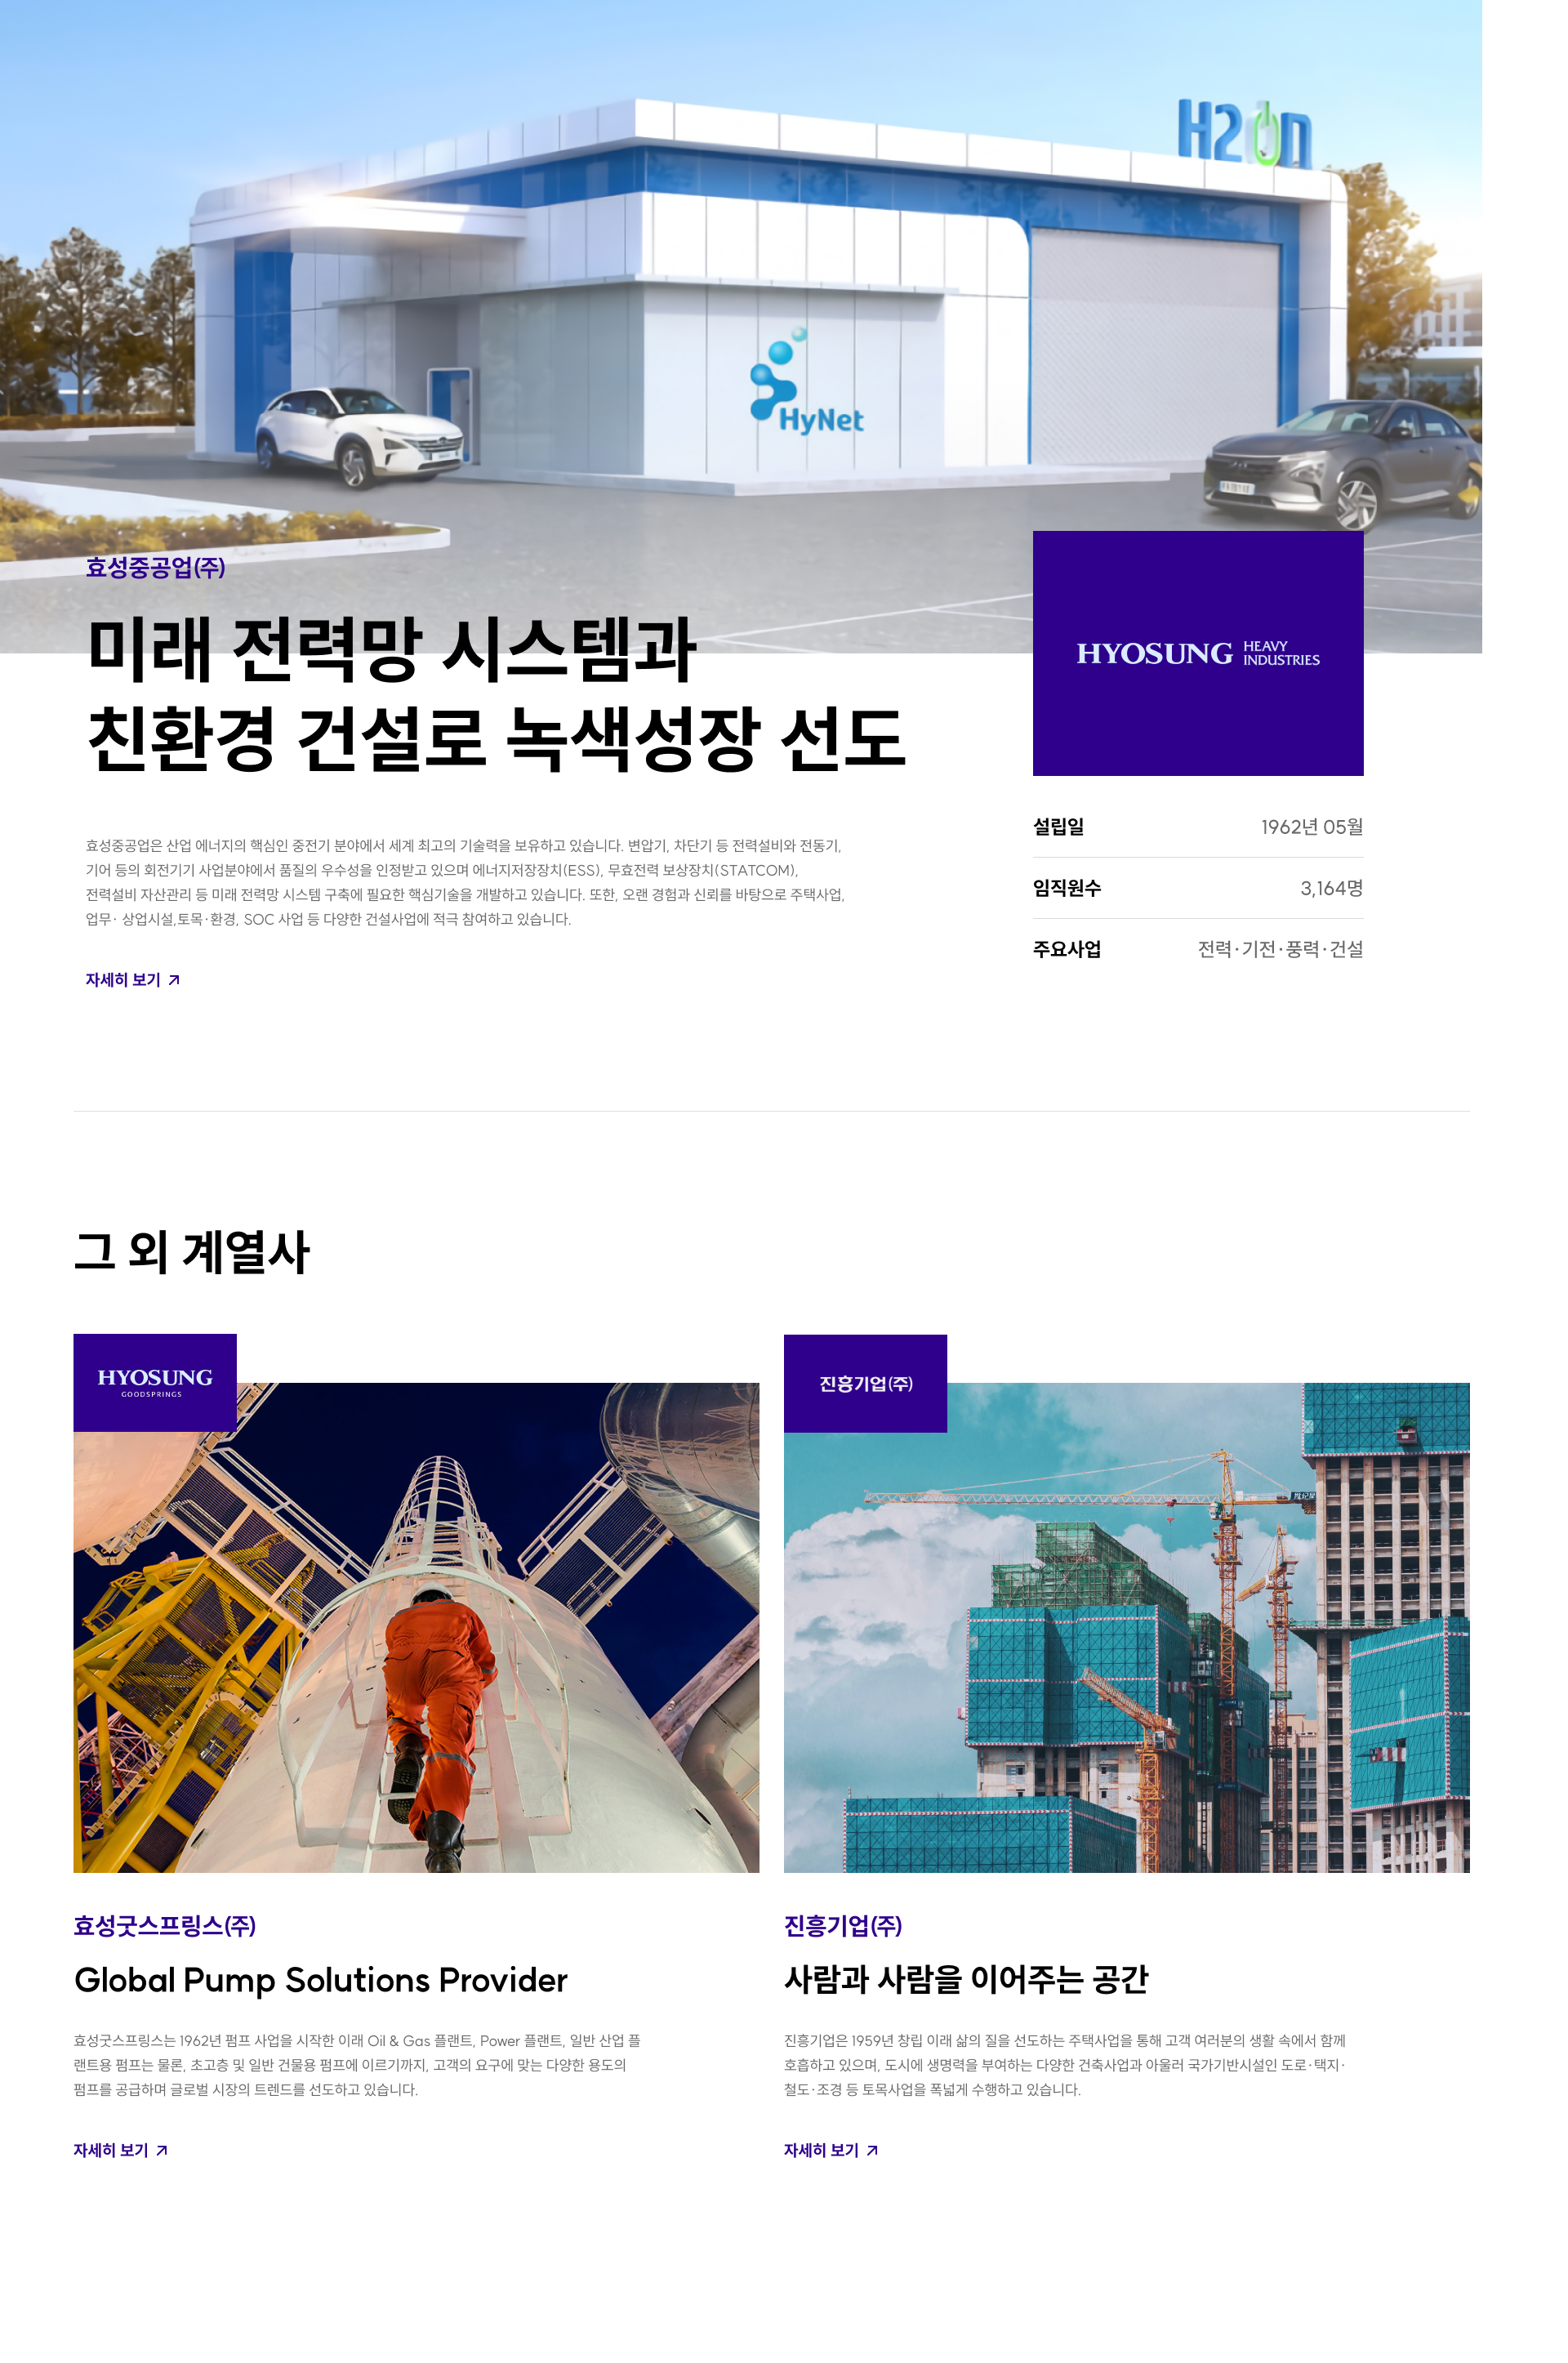 H2On
HyNet
효성중공업(주)
미래 전력망 시스템과
친환경 건설로 녹색성장 선도
효성중공업은 산업 에너지의 핵심인 중전기 분야에서 세계 최고의 기술력을 보유하고 있습니다. 변압기, 차단기 등 전력설비와 전동기,
기어 등의 회전기기 사업분야에서 품질의 우수성을 인정받고 있으며 에너지저장장치(ESS), 무효전력 보상장치(STATCOM),
전력설비 자산관리 등 미래 전력망 시스템 구축에 필요한 핵심기술을 개발하고 있습니다. 또한, 오랜 경험과 신뢰를 바탕으로 주택사업,
업무· 상업시설,토목·환경, SOC 사업 등 다양한 건설사업에 적극 참여하고 있습니다.
자세히 보기
HYOSUNG HEAVY
INDUSTRIES
설립일 1962년 05월
임직원수 3,164명
주요사업 전력·기전·풍력·건설
그 외 계열사
HYOSUNG
GOODSPRINGS
효성굿스프링스(주)
Global Pump Solutions Provider
효성굿스프링스는 1962년 펌프 사업을 시작한 이래 Oil & Gas 플랜트, Power 플랜트, 일반 산업 플
랜트용 펌프는 물론, 초고층 및 일반 건물용 펌프에 이르기까지, 고객의 요구에 맞는 다양한 용도의
펌프를 공급하며 글로벌 시장의 트렌드를 선도하고 있습니다.
자세히 보기
진흥기업(주)
진흥기업(주)
사람과 사람을 이어주는 공간
진흥기업은 1959년 창립 이래 삶의 질을 선도하는 주택사업을 통해 고객 여러분의 생활 속에서 함께
호흡하고 있으며, 도시에 생명력을 부여하는 다양한 건축사업과 아울러 국가기반시설인 도로·택지·
철도·조경 등 토목사업을 폭넓게 수행하고 있습니다.
자세히 보기